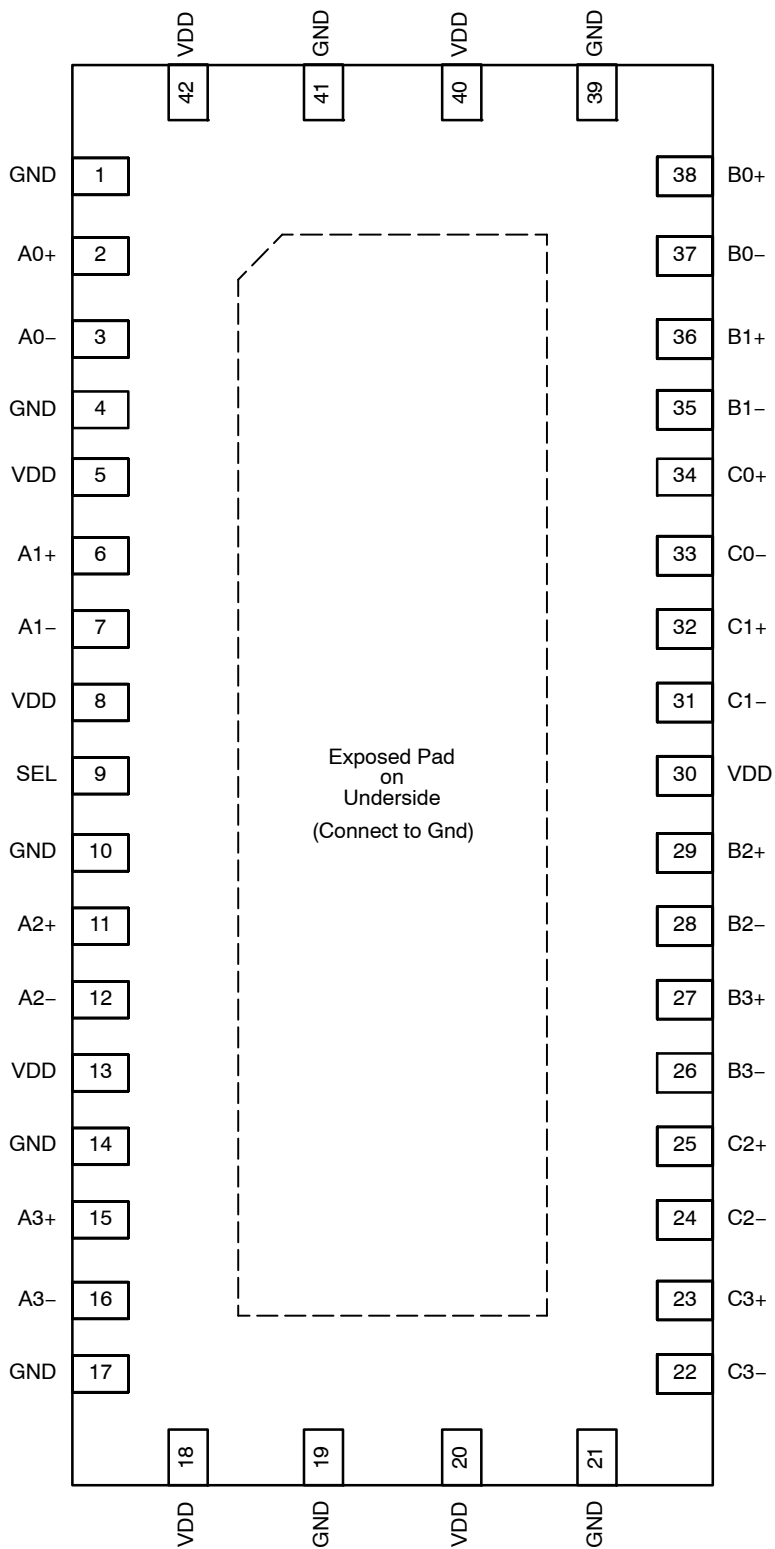 VDD GND VDD GND
42 41 40 39
GND 1 38 B0+
A0+ 2 37 B0−
A0− 3 36 B1+
GND 4 35 B1−
VDD 5 34 C0+
A1+ 6 33 C0−
A1− 7 32 C1+
VDD 8 31 C1−
Exposed Pad
on
Underside
(Connect to Gnd)
SEL 9 30 VDD
GND 10 29 B2+
A2+ 11 28 B2−
A2− 12 27 B3+
VDD 13 26 B3−
GND 14 25 C2+
A3+ 15 24 C2−
A3− 16 23 C3+
GND 17 22 C3−
18 19 20 21
VDD GND VDD GND